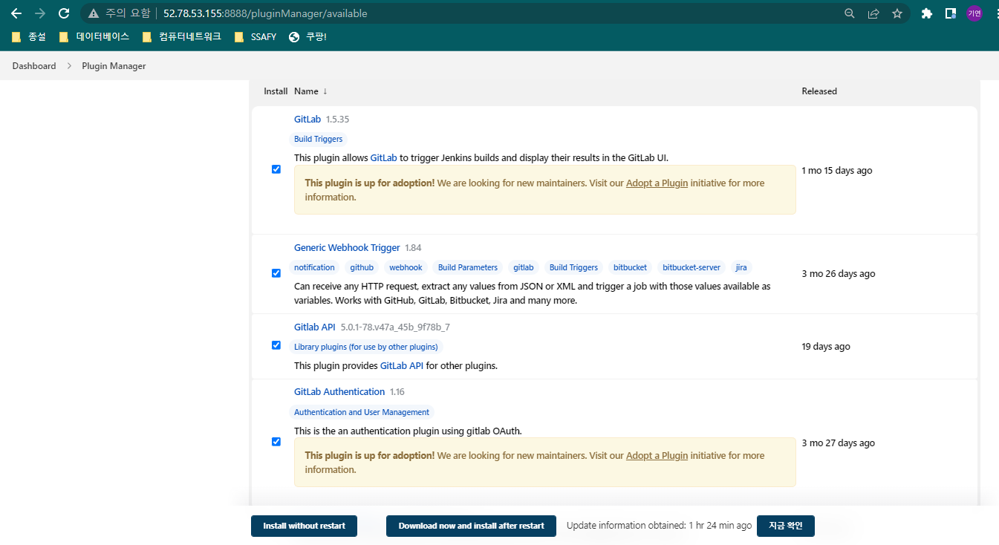 주의 요함 52.78.53.155:8888/pluginManager/available 기연
종설 데이터베이스 컴퓨터네트워크 SSAFY 쿠팡!
Dashboard Plugin Manager
Install Name ↓ Released
GitLab 1.5.35
Build Triggers
This plugin allows GitLab to trigger Jenkins builds and display their results in the GitLab UI.
1 mo 15 days ago
This plugin is up for adoption! We are looking for new maintainers. Visit our Adopt a Plugin initiative for more
information.
Generic Webhook Trigger 1.84
notification github webhook Build Parameters gitlab Build Triggers bitbucket bitbucket-server jira
3 mo 26 days ago
Can receive any HTTP request, extract any values from JSON or XML and trigger a job with those values available as
variables. Works with GitHub, GitLab, Bitbucket, Jira and many more.
Gitlab API 5.0.1-78.v47a_45b_9f78b_7
Library plugins (for use by other plugins)
19 days ago
This plugin provides GitLab API for other plugins.
GitLab Authentication 1.16
Authentication and User Management
This is the an authentication plugin using gitlab OAuth.
3 mo 27 days ago
This plugin is up for adoption! We are looking for new maintainers. Visit our Adopt a Plugin initiative for more
information.
Install without restart Download now and install after restart Update information obtained: 1 hr 24 min ago 지금 확인